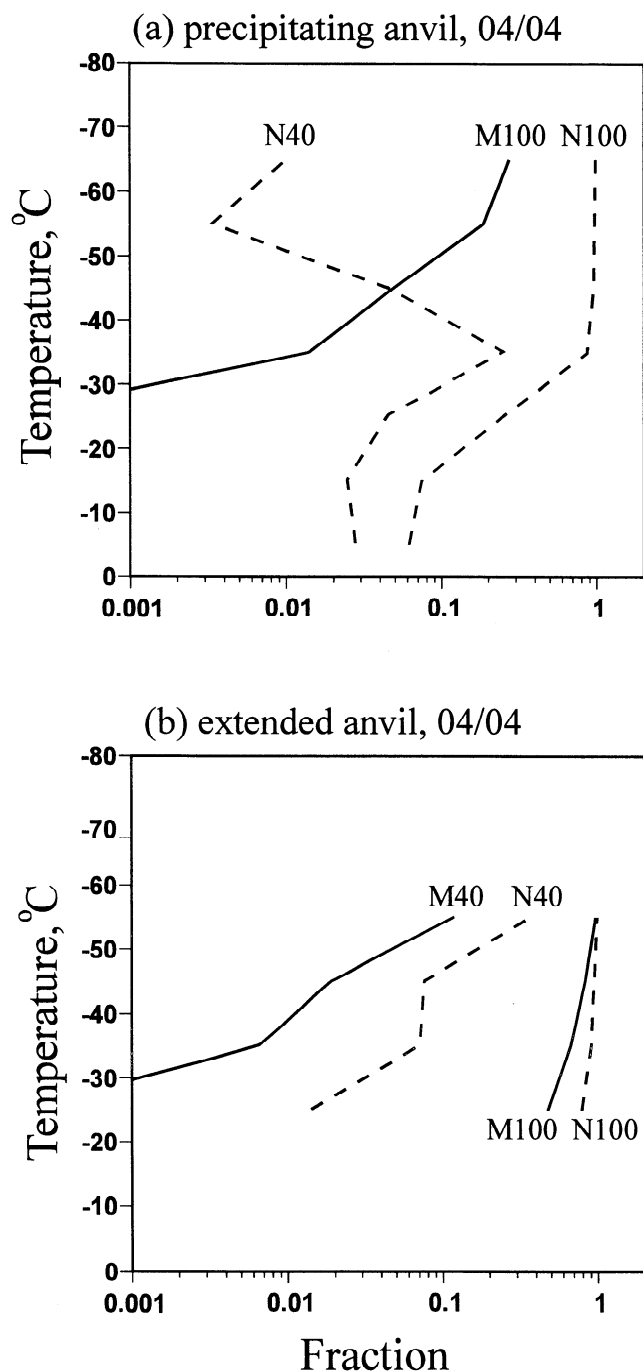 (a) precipitating anvil, 04/04
-80
-70
-60
-50
-40
-30
-20
-10
0
Temperature, °C
N40
M100
N100
0.001
0.01
0.1
1
(b) extended anvil, 04/04
-80
-70
-60
-50
-40
-30
-20
-10
0
Temperature, °C
M40
N40
M100
N100
0.001
0.01
0.1
1
Fraction